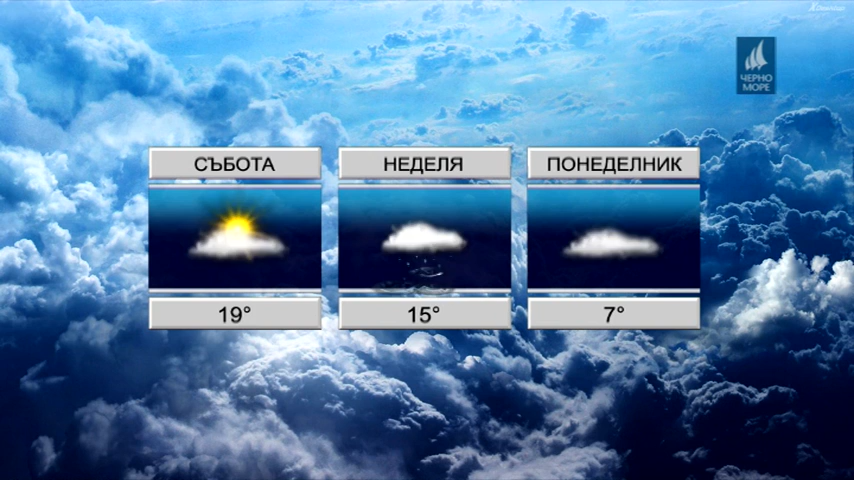 ЧЕРНО
МОРЕ
СЪБОТА
НЕДЕЛЯ
ПОНЕДЕЛНИК
19°
15°
7°